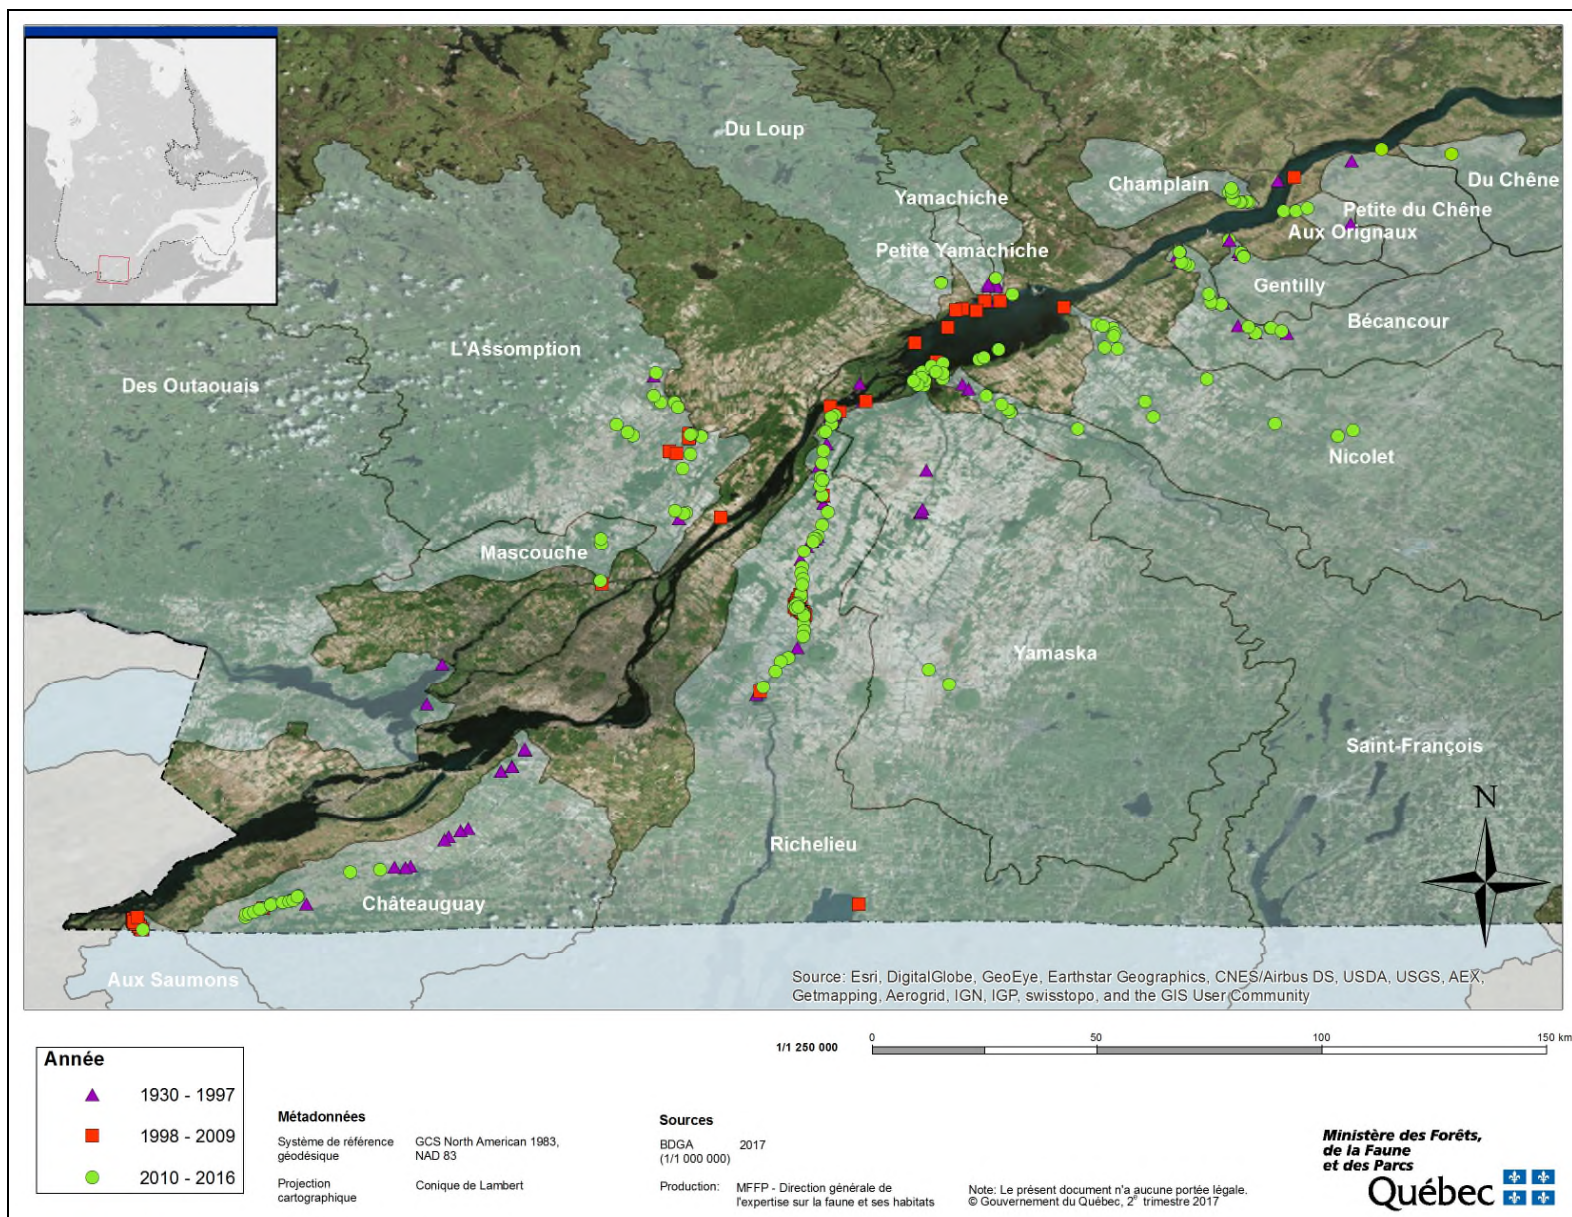 Du Loup
Yamachiche
Petite Yamachiche
Champlain
Du Chêne
Petite du Chêne
Aux Orignaux
Gentilly
Bécancour
L'Assomption
Des Outaouais
Nicolet
Mascouche
Yamaska
Saint-François
Richelieu
Châteauguay
Aux Saumons
N
Source: Esri, DigitalGlobe, GeoEye, Earthstar Geographics, CNES/Airbus DS, USDA, USGS, AEX,
Getmapping, Aerogrid, IGN, IGP, swisstopo, and the GIS User Community
1/1 250 000
0 50 100 150 km
Année
1930 - 1997
1998 - 2009
2010 - 2016
Métadonnées
Système de référence
géodésique
GCS North American 1983,
NAD 83
Projection
cartographique
Conique de Lambert
Sources
BDGA 2017
(1/1 000 000)
Production: MFFP - Direction générale de
l'expertise sur la faune et ses habitats
Note: Le présent document n'a aucune portée légale.
© Gouvernement du Québec, 2e trimestre 2017
Ministère des Forêts,
de la Faune
et des Parcs
Québec